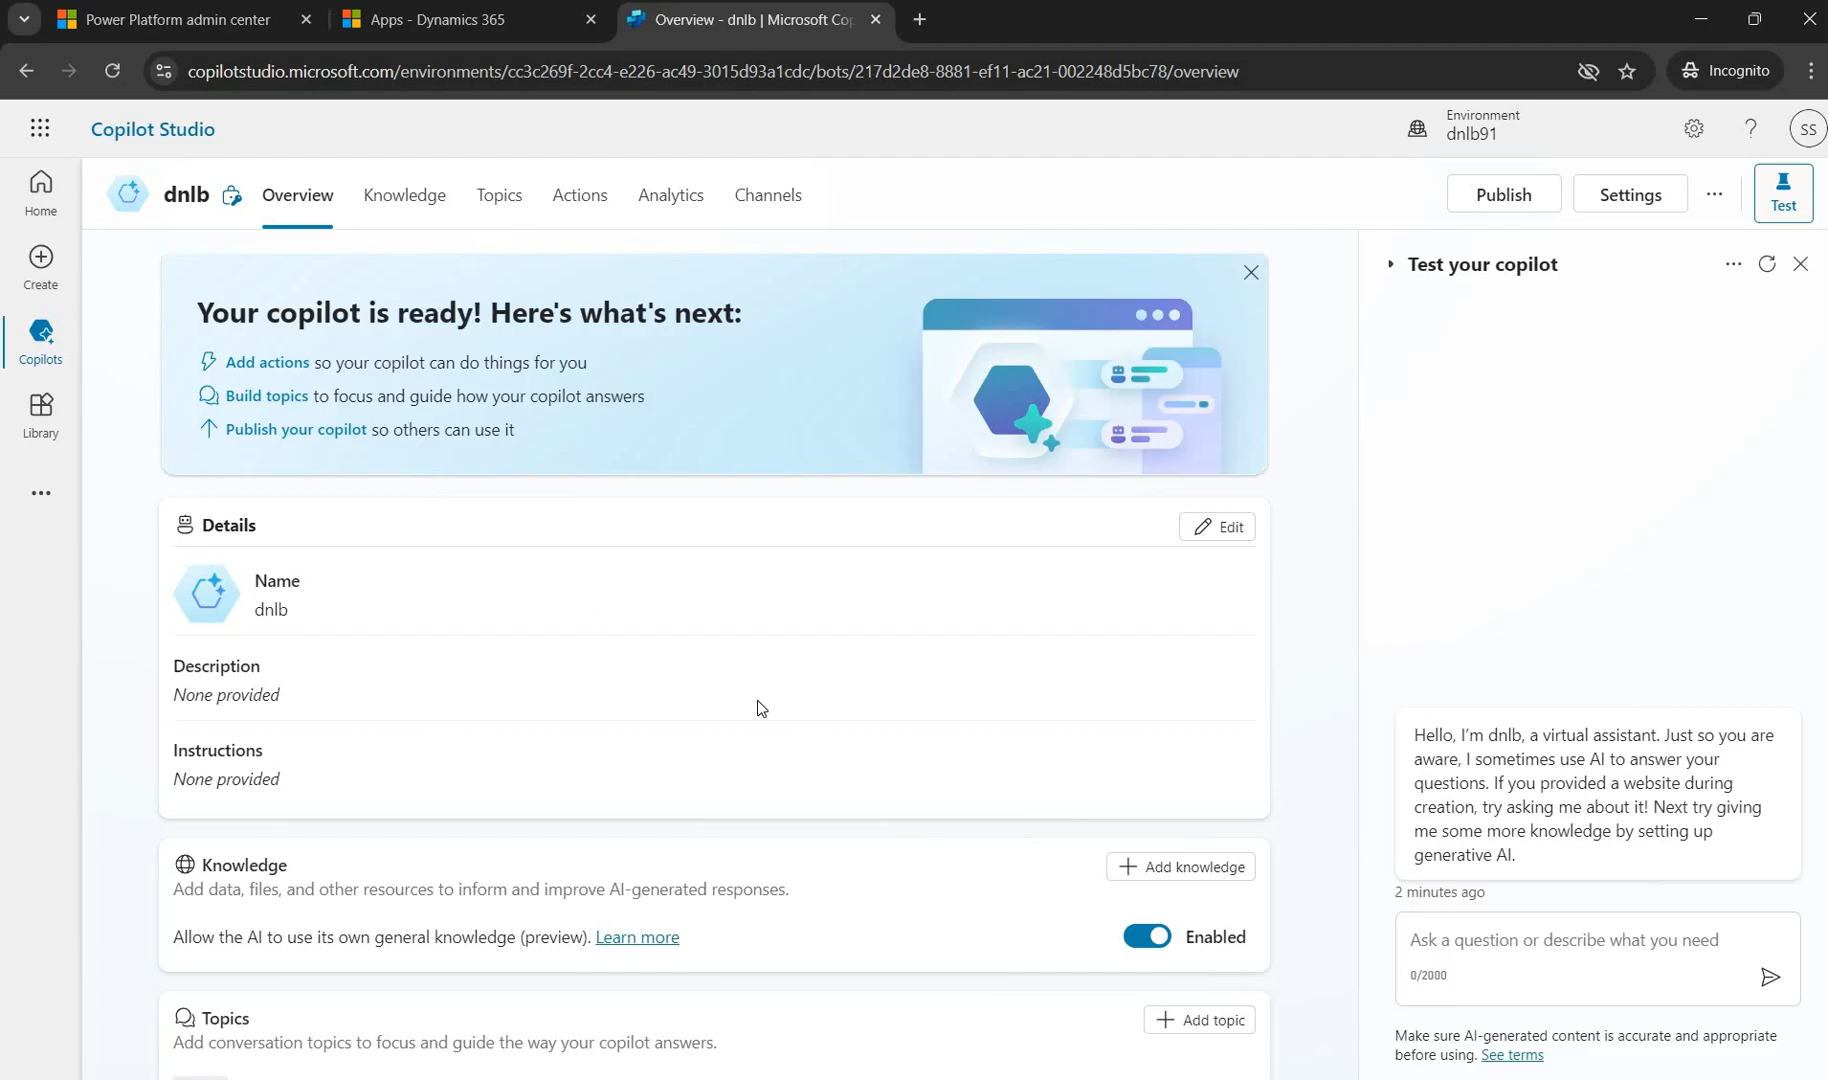 Power Platform admin center
Apps - Dynamics 365
Overview - dnlb | Microsoft Co
copilotstudio.microsoft.com/environments/cc3c269f-2cc4-e226-ac49-3015d93a1cdc/bots/217d2de8-8881-ef11-ac21-002248d5bc78/overview
Incognito
Copilot Studio
Environment
dnlb91
?
SS
Home
Create
Copilots
Library
dnlb
Overview
Knowledge
Topics
Actions
Analytics
Channels
Publish
Settings
Test
Your copilot is ready! Here's what's next:
Add actions so your copilot can do things for you
Build topics to focus and guide how your copilot answers
Publish your copilot so others can use it
Details
Edit
Name
dnlb
Description
None provided
Instructions
None provided
Knowledge
Add knowledge
Add data, files, and other resources to inform and improve AI-generated responses.
Allow the AI to use its own general knowledge (preview). Learn more
Enabled
Topics
Add topic
Add conversation topics to focus and guide the way your copilot answers.
Test your copilot
Hello, I'm dnlb, a virtual assistant. Just so you are
aware, I sometimes use AI to answer your
questions. If you provided a website during
creation, try asking me about it! Next try giving
me some more knowledge by setting up
generative AI.
2 minutes ago
Ask a question or describe what you need
0/2000
Make sure AI-generated content is accurate and appropriate
before using. See terms